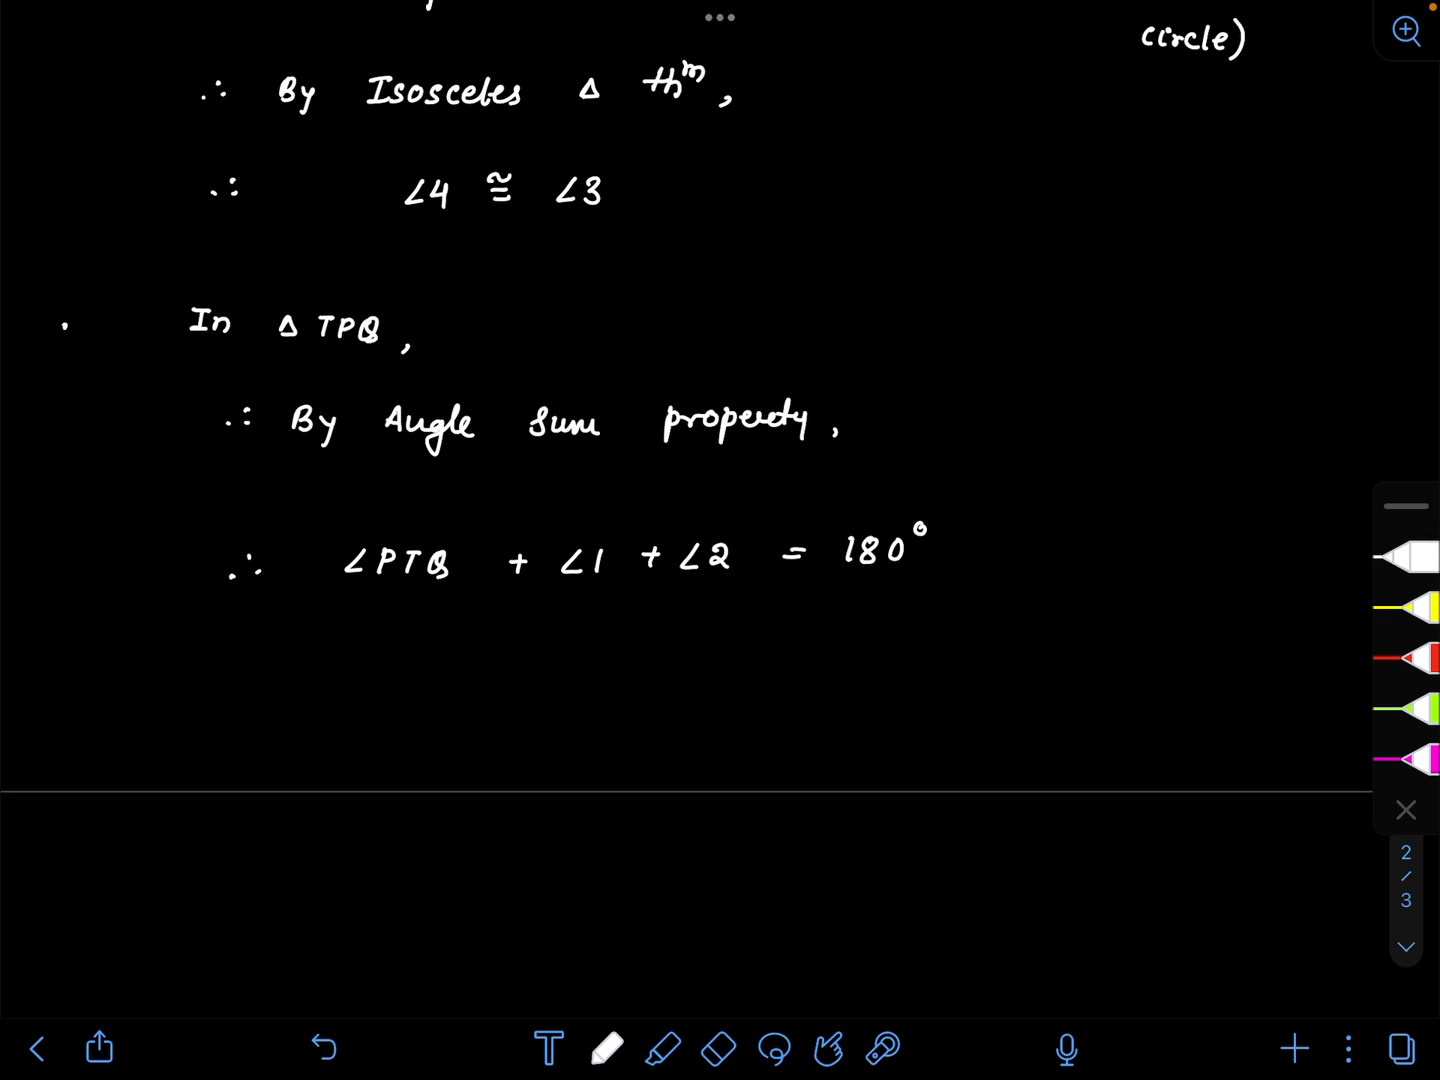 circle)
∴ By Isosceles Δ thᵐ,
∴ ∠4 ≅ ∠3
. In Δ TPQ,
∴ By Angle Sum property,
∴ ∠PTQ + ∠1 + ∠2 = 180°
2
/
3
T